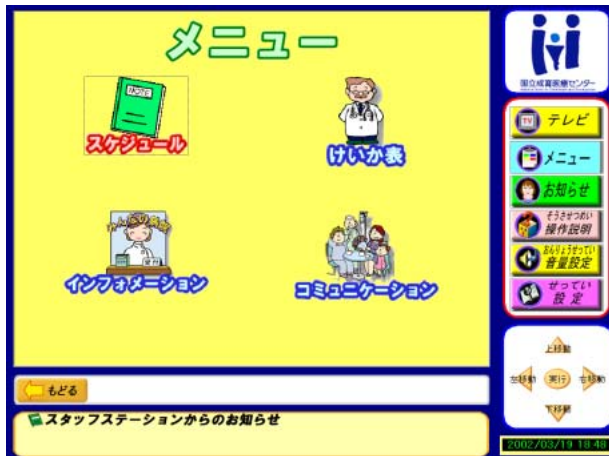 メニュー
NOTE
スケジュール
けいか表
インフォメーション
受付
コミュニケーション
もどる
スタッフステーションからのお知らせ
国立成育医療センター
TV
テレビ
メニュー
お知らせ
そうさせつめい
操作説明
おんりょうせってい
音量設定
せってい
設定
上移動
左移動
実行
右移動
下移動
2002/03/19 18:48